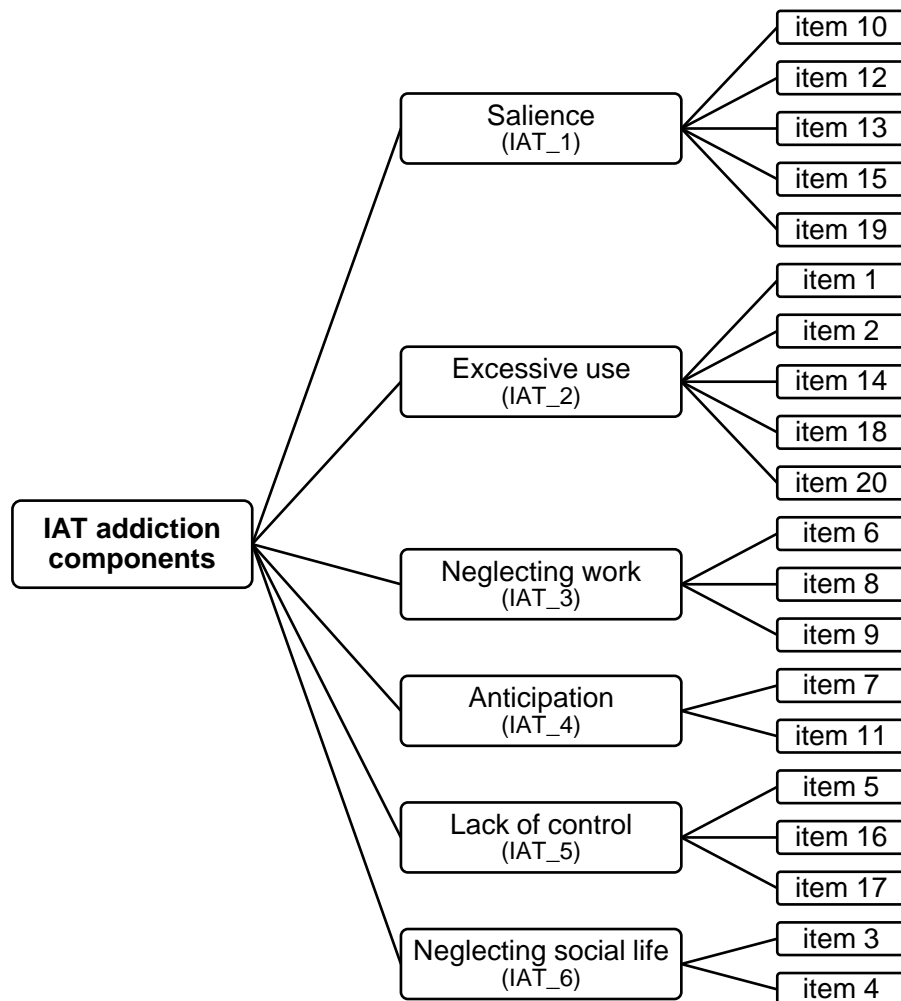 IAT addiction
components
Salience
(IAT_1)
item 10
item 12
item 13
item 15
item 19
Excessive use
(IAT_2)
item 1
item 2
item 14
item 18
item 20
Neglecting work
(IAT_3)
item 6
item 8
item 9
Anticipation
(IAT_4)
item 7
item 11
Lack of control
(IAT_5)
item 5
item 16
item 17
Neglecting social life
(IAT_6)
item 3
item 4